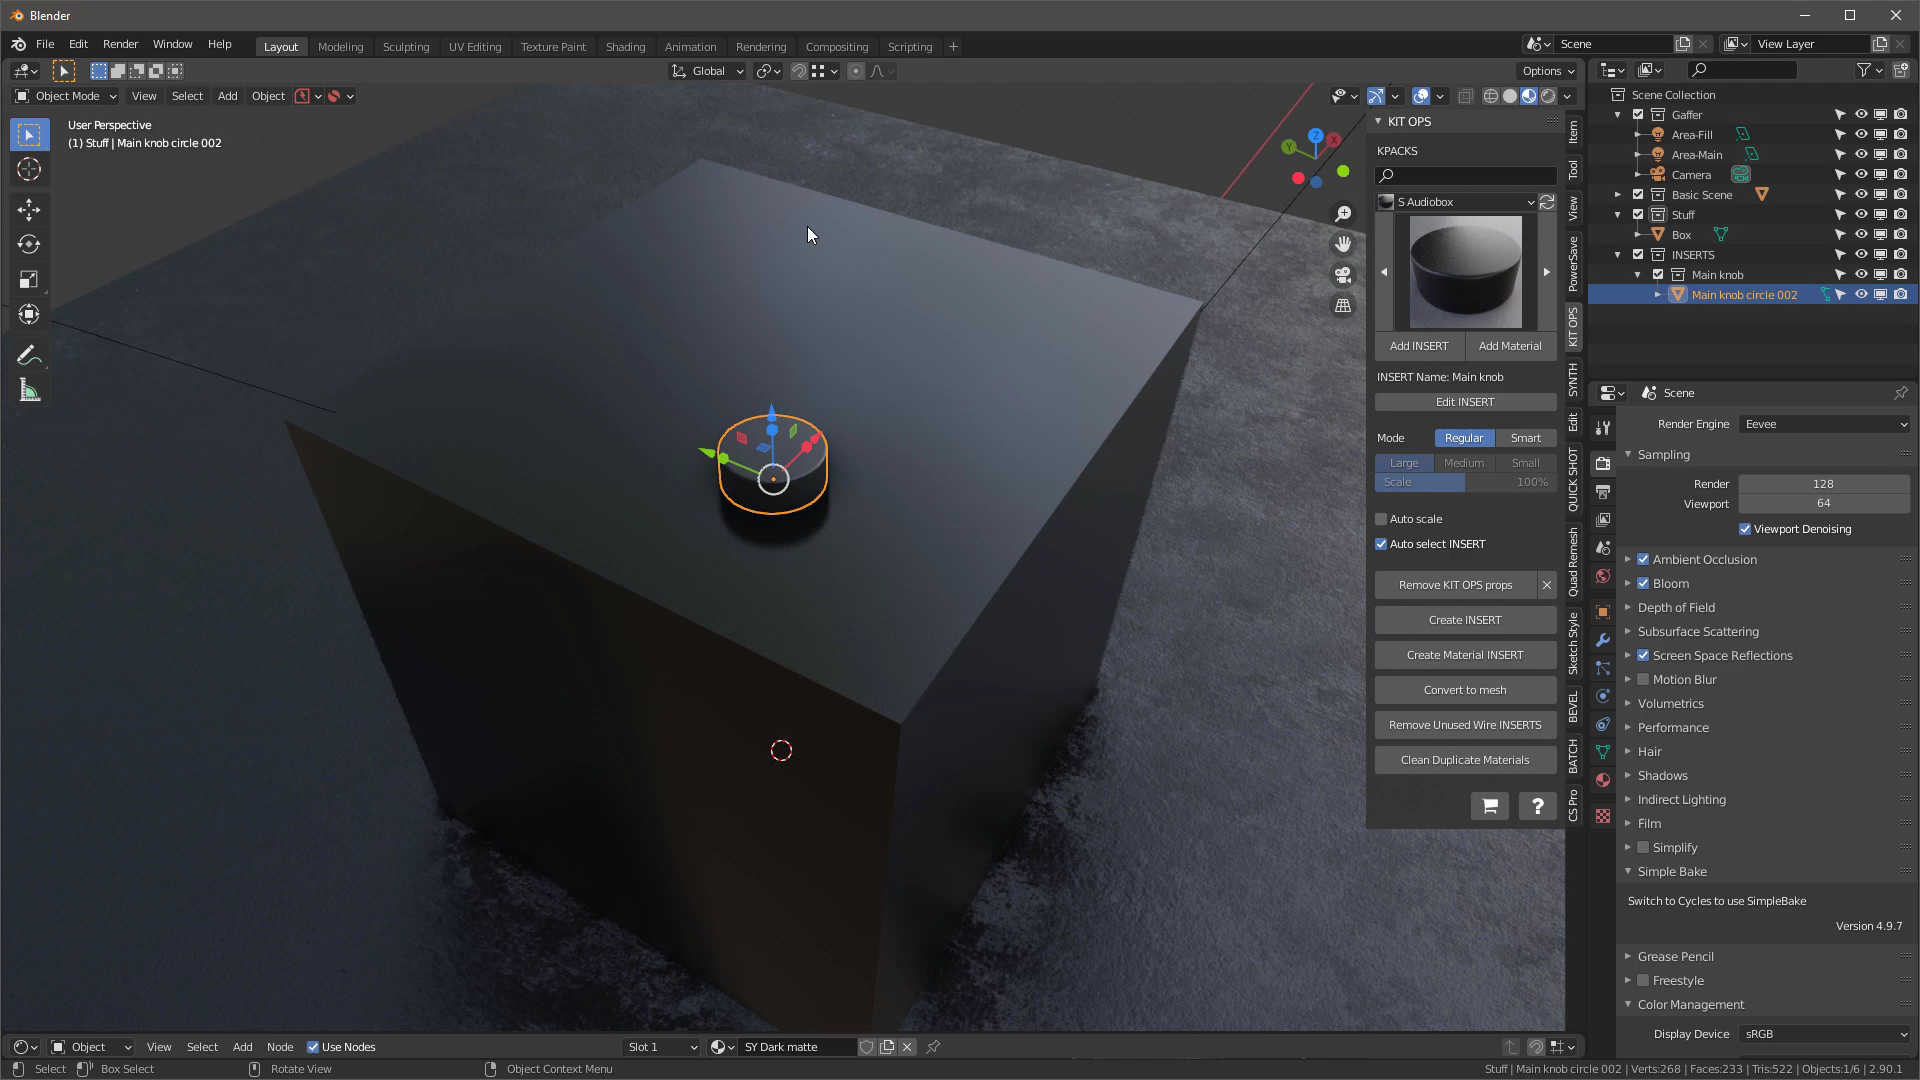 Blender
File Edit Render Window Help Layout Modeling Sculpting UV Editing Texture Paint Shading Animation Rendering Compositing Scripting + Scene View Layer
Global Options
Object Mode View Select Add Object
User Perspective
(1) Stuff | Main knob circle 002
Z
Y
X
KIT OPS
KPACKS
S Audiobox
Add INSERT Add Material
INSERT Name: Main knob
Edit INSERT
Mode Regular Smart
Large Medium Small
Scale 100%
Auto scale
Auto select INSERT
Remove KIT OPS props
Create INSERT
Create Material INSERT
Convert to mesh
Remove Unused Wire INSERTS
Clean Duplicate Materials
?
Item
Tool
View
PowerSave
KIT OPS
SYNTH
Edit
QUICK SHOT
Quad Remesh
Sketch Style
BEVEL
BATCH
CS Pro
Scene Collection
Gaffer
Area-Fill
Area-Main
Camera
Basic Scene
Stuff
Box
INSERTS
Main knob
Main knob circle 002
Scene
Render Engine Eevee
Sampling
Render 128
Viewport 64
Viewport Denoising
Ambient Occlusion
Bloom
Depth of Field
Subsurface Scattering
Screen Space Reflections
Motion Blur
Volumetrics
Performance
Hair
Shadows
Indirect Lighting
Film
Simplify
Simple Bake
Switch to Cycles to use SimpleBake
Version 4.9.7
Grease Pencil
Freestyle
Color Management
Display Device sRGB
Object View Select Add Node Use Nodes Slot 1 SY Dark matte
Select Box Select Rotate View Object Context Menu Stuff | Main knob circle 002 | Verts:268 | Faces:233 | Tris:522 | Objects:1/6 | 2.90.1